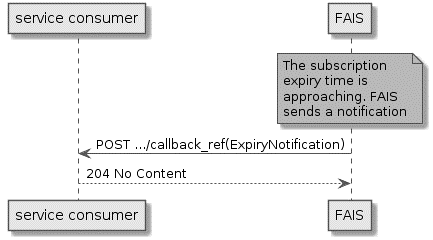 service consumer
FAIS
The subscription
expiry time is
approaching. FAIS
sends a notification
POST .../callback_ref(ExpiryNotification)
204 No Content
service consumer
FAIS